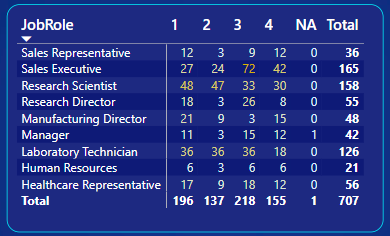 JobRole 1 2 3 4 NA Total
Sales Representative 12 3 9 12 0 36
Sales Executive 27 24 72 42 0 165
Research Scientist 48 47 33 30 0 158
Research Director 18 3 26 8 0 55
Manufacturing Director 21 9 3 15 0 48
Manager 11 3 15 12 1 42
Laboratory Technician 36 36 36 18 0 126
Human Resources 6 3 6 6 0 21
Healthcare Representative 17 9 18 12 0 56
Total 196 137 218 155 1 707